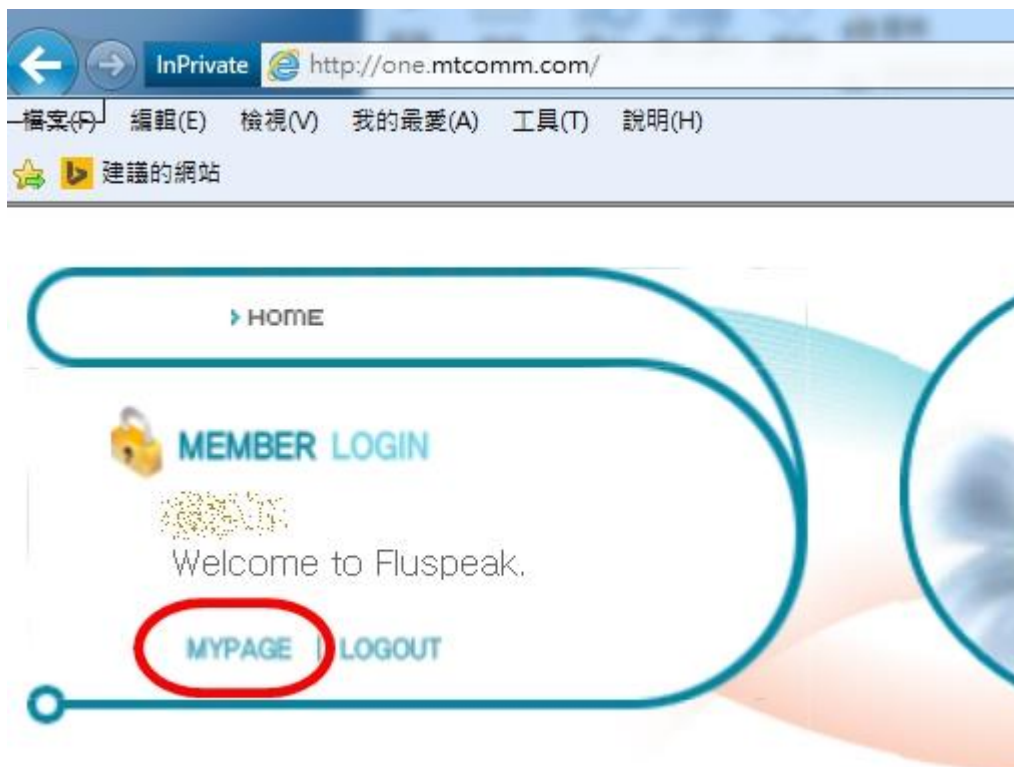 InPrivate http://one.mtcomm.com/
檔案(F) 編輯(E) 檢視(V) 我的最愛(A) 工具(T) 說明(H)
建議的網站
HOME
MEMBER LOGIN
Welcome to Fluspeak.
MYPAGE | LOGOUT